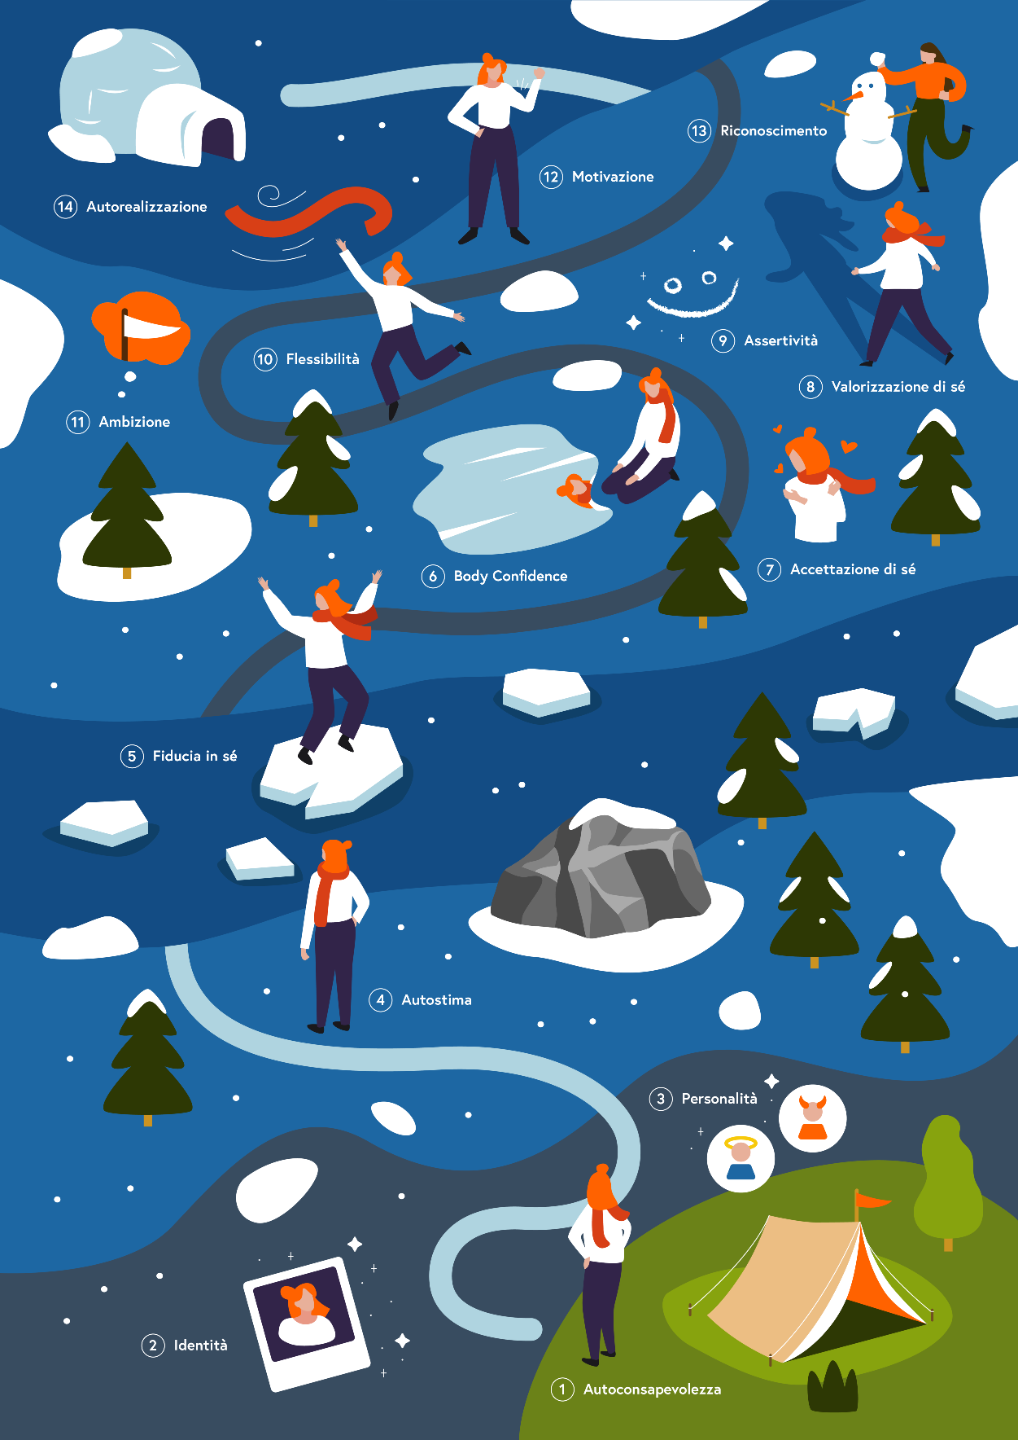 13 Riconoscimento
12 Motivazione
14 Autorealizzazione
9 Assertività
10 Flessibilità
8 Valorizzazione di sé
11 Ambizione
7 Accettazione di sé
6 Body Confidence
5 Fiducia in sé
4 Autostima
3 Personalità
2 Identità
1 Autoconsapevolezza